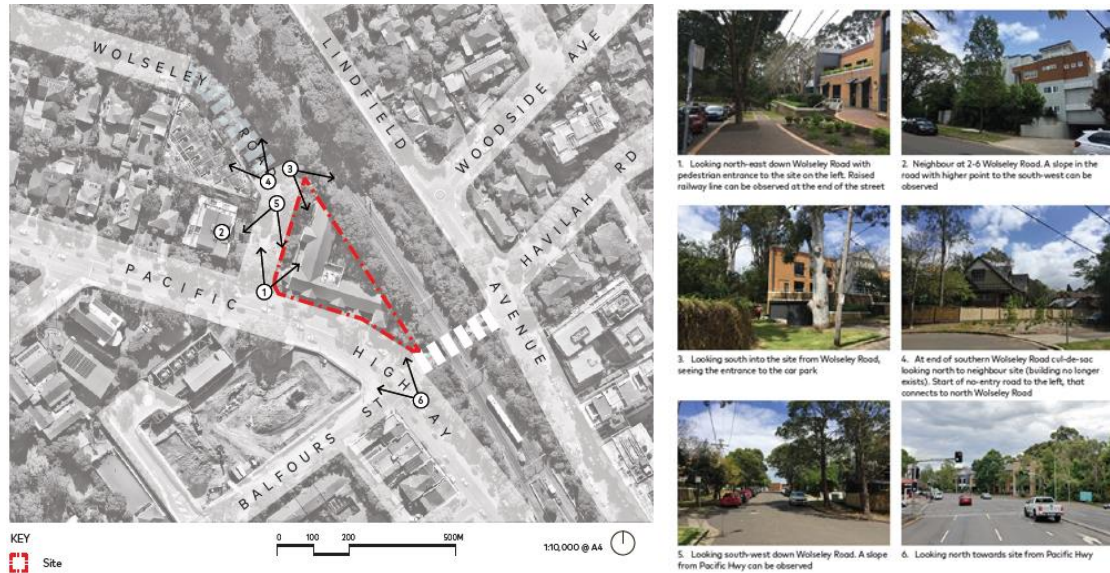 WOLSELEY ROAD
LINDFIELD AVENUE
WOODSIDE AVE
HAVILAH RD
PACIFIC HIGHWAY
BALFOURS ST
1
2
3
4
5
6
KEY
Site
0 100 200 500M
1:10,000 @ A4
1. Looking north-east down Wolseley Road with
pedestrian entrance to the site on the left. Raised
railway line can be observed at the end of the street
2. Neighbour at 2-6 Wolseley Road. A slope in the
road with higher point to the south-west can be
observed
3. Looking south into the site from Wolseley Road,
seeing the entrance to the car park
4. At end of southern Wolseley Road cul-de-sac
looking north to neighbour site (building no longer
exists). Start of no-entry road to the left, that
connects to north Wolseley Road
5. Looking south-west down Wolseley Road. A slope
from Pacific Hwy can be observed
6. Looking north towards site from Pacific Hwy